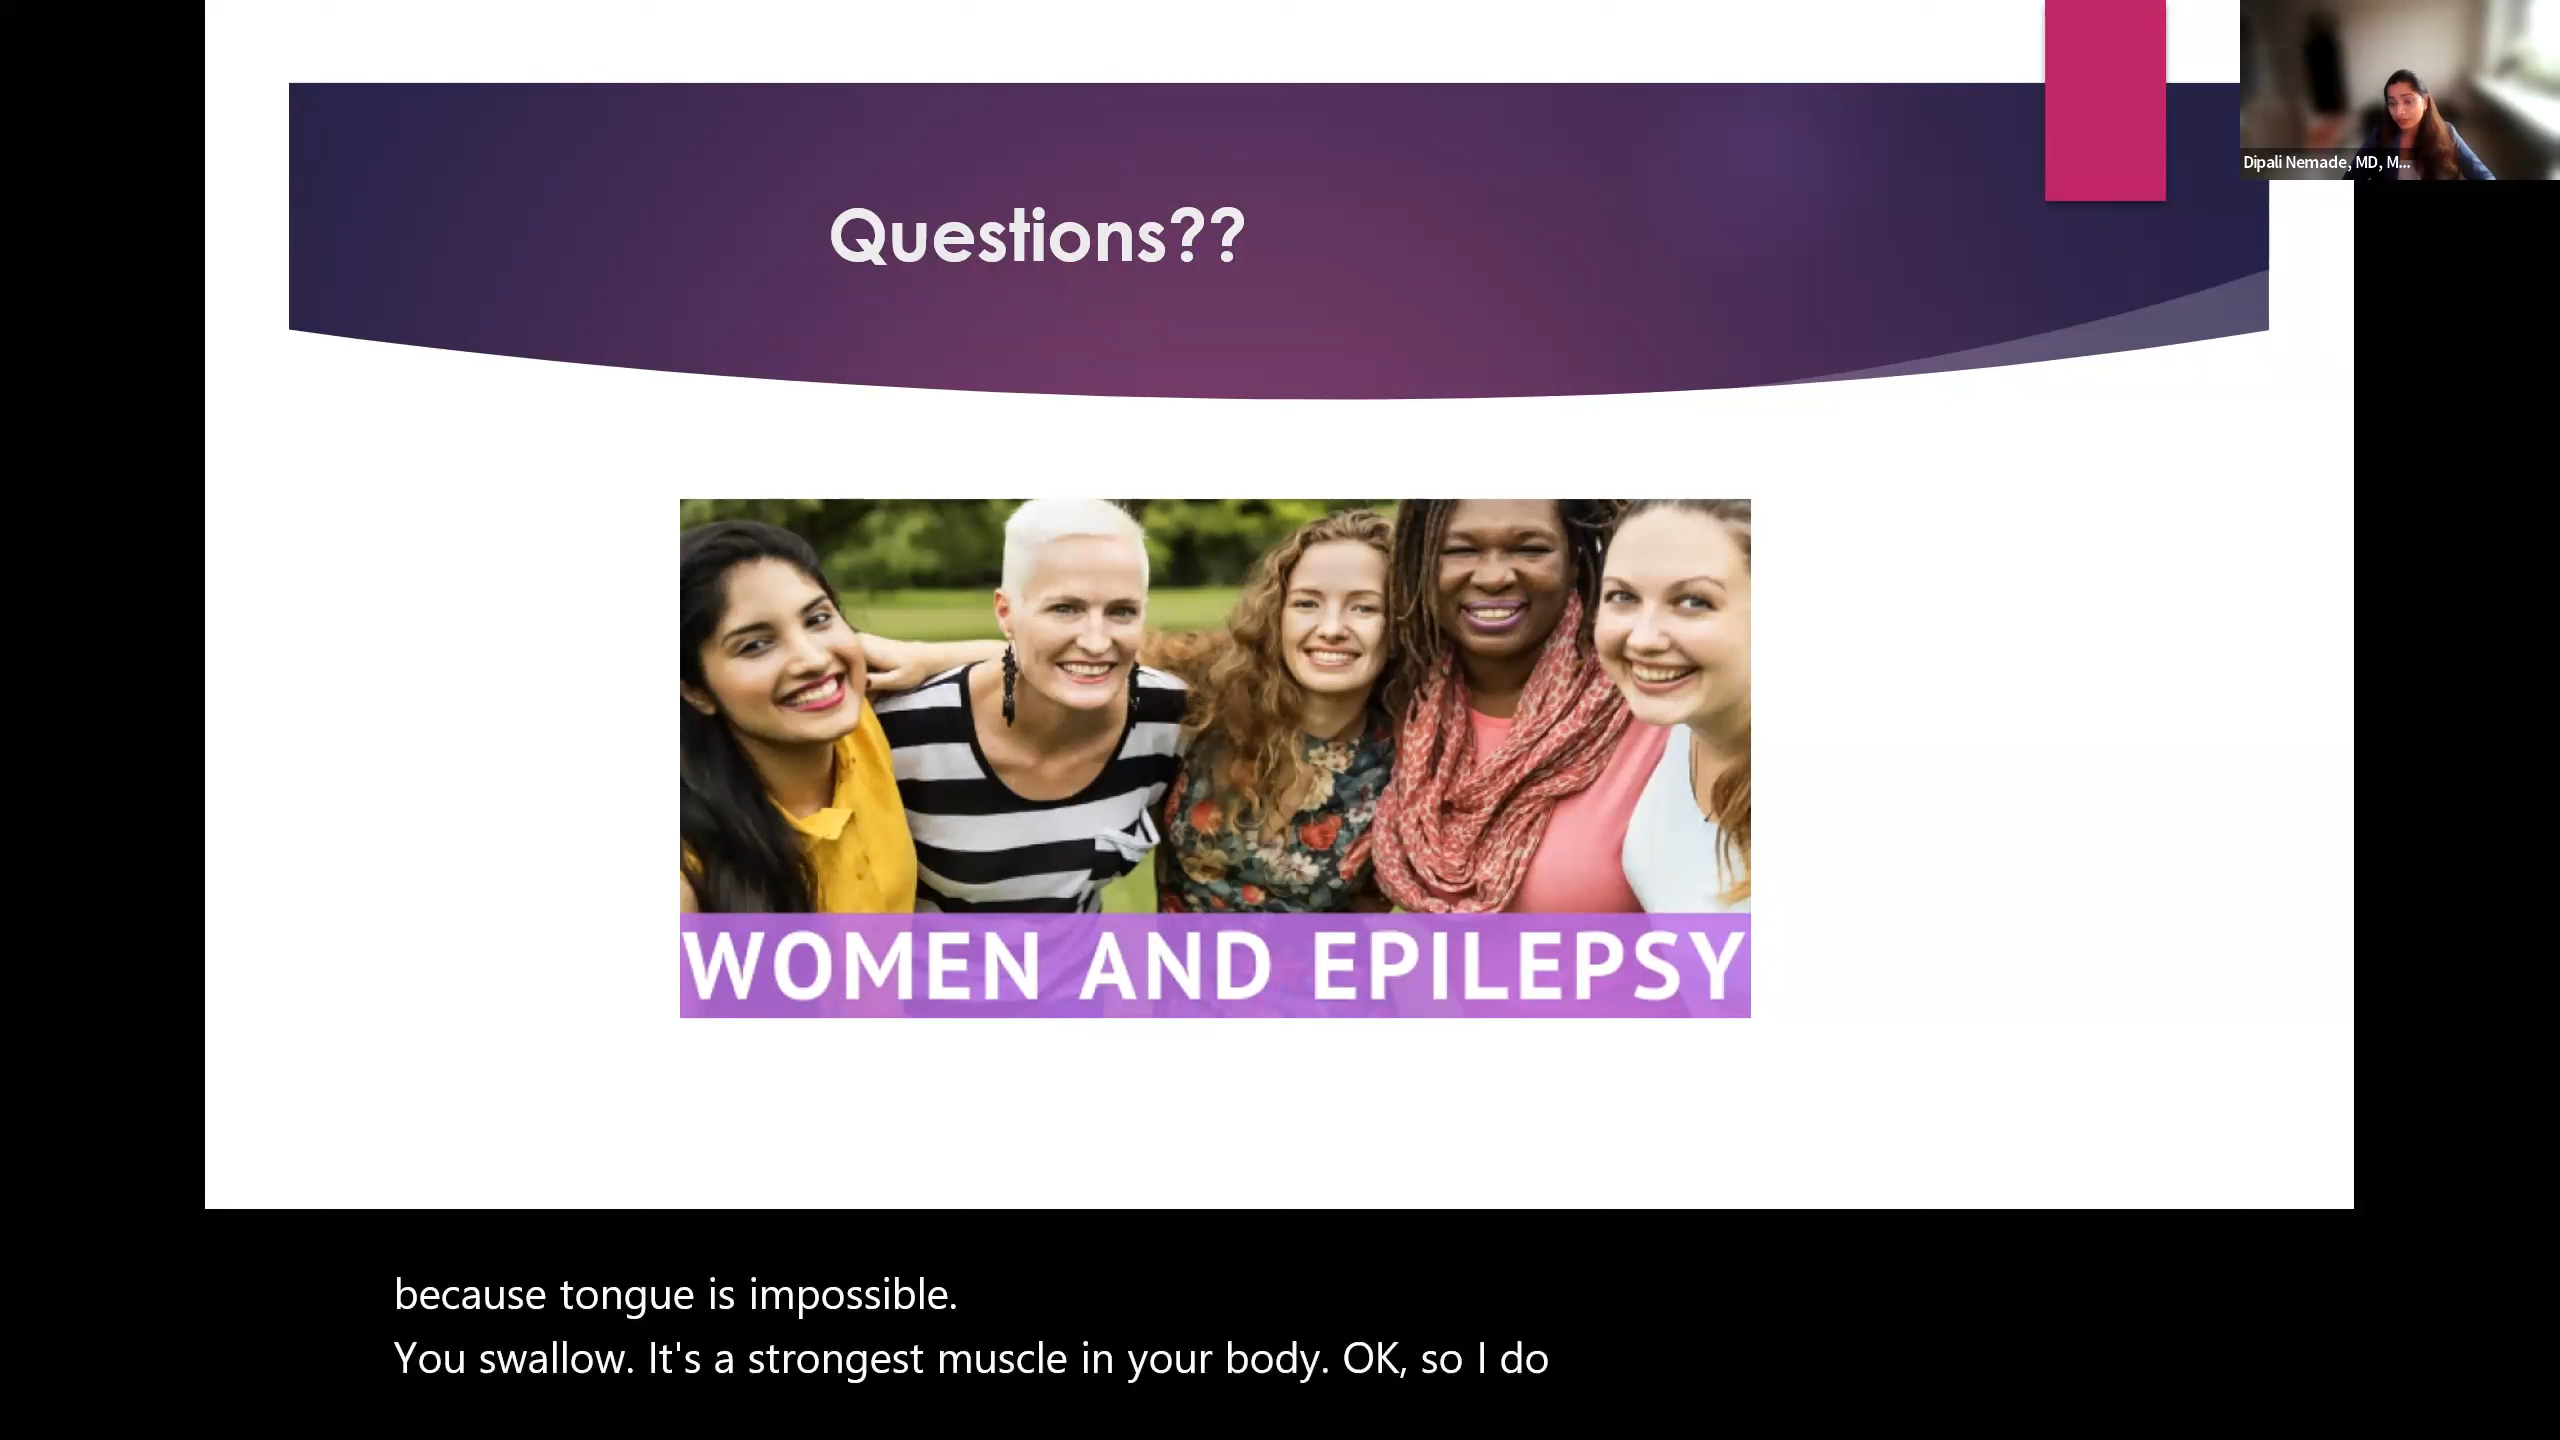 Questions??
Dipali Nemade, MD, M...
WOMEN AND EPILEPSY
because tongue is impossible.
You swallow. It's a strongest muscle in your body. OK, so I do